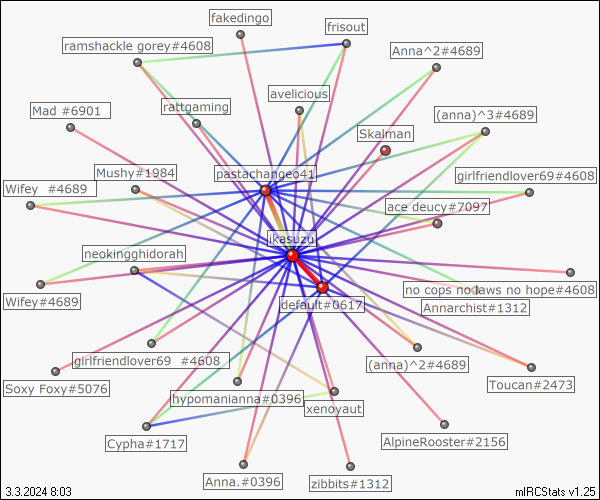 fakedingo
frisout
ramshackle gorey#4608
Anna^2#4689
avelicious
rattgaming
Mad #6901
(anna)^3#4689
Skalman
Mushy#1984
pastachangeo41
girlfriendlover69#4608
Wifey #4689
ace deucy#7097
ikasuzu
neokingghidorah
no cops no laws no hope#4608
Wifey#4689
default#0617
Annarchist#1312
girlfriendlover69 #4608
(anna)^2#4689
Soxy Foxy#5076
Toucan#2473
hypomanianna#0396
xenoyaut
Cypha#1717
AlpineRooster#2156
Anna.#0396
zibbits#1312
3.3.2024 8:03
mIRCStats v1.25